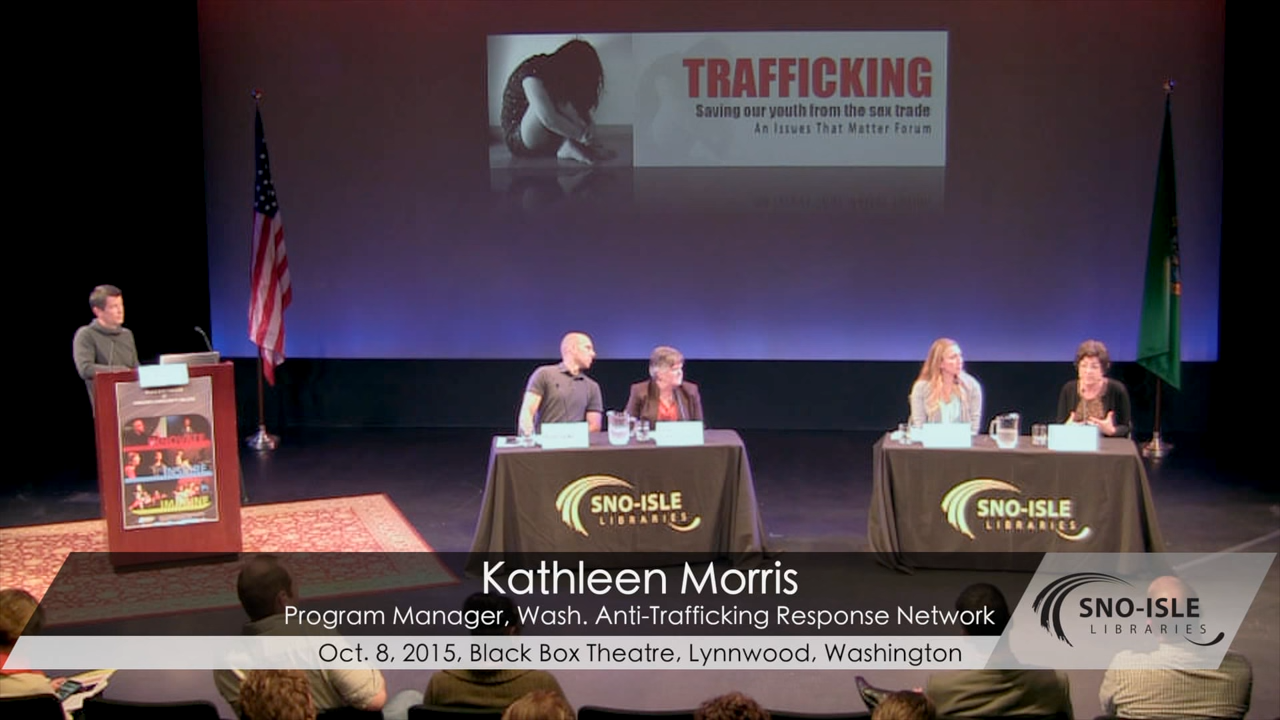 TRAFFICKING
Saving our youth from the sex trade
An Issues That Matter Forum
INSPIRE
IMAGINE
SNO-ISLE
LIBRARIES
SNO-ISLE
LIBRARIES
Kathleen Morris
Program Manager, Wash. Anti-Trafficking Response Network
Oct. 8, 2015, Black Box Theatre, Lynnwood, Washington
SNO-ISLE
LIBRARIES